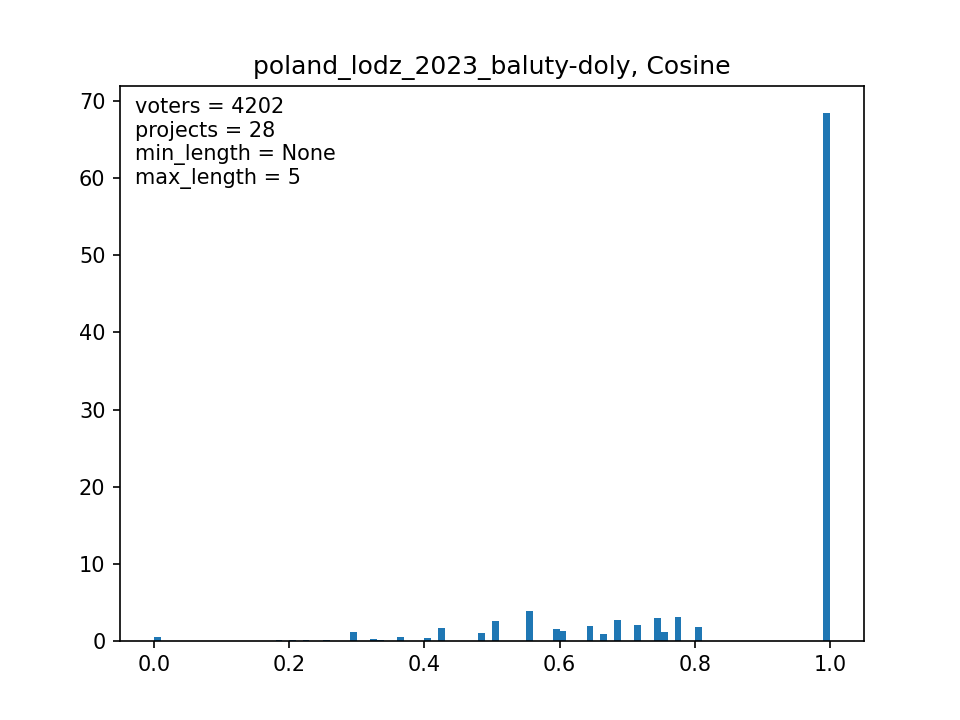 poland_lodz_2023_baluty-doly, Cosine
voters = 4202
projects = 28
min_length = None
max_length = 5
70
60
50
40
30
20
10
0
0.0 0.2 0.4 0.6 0.8 1.0